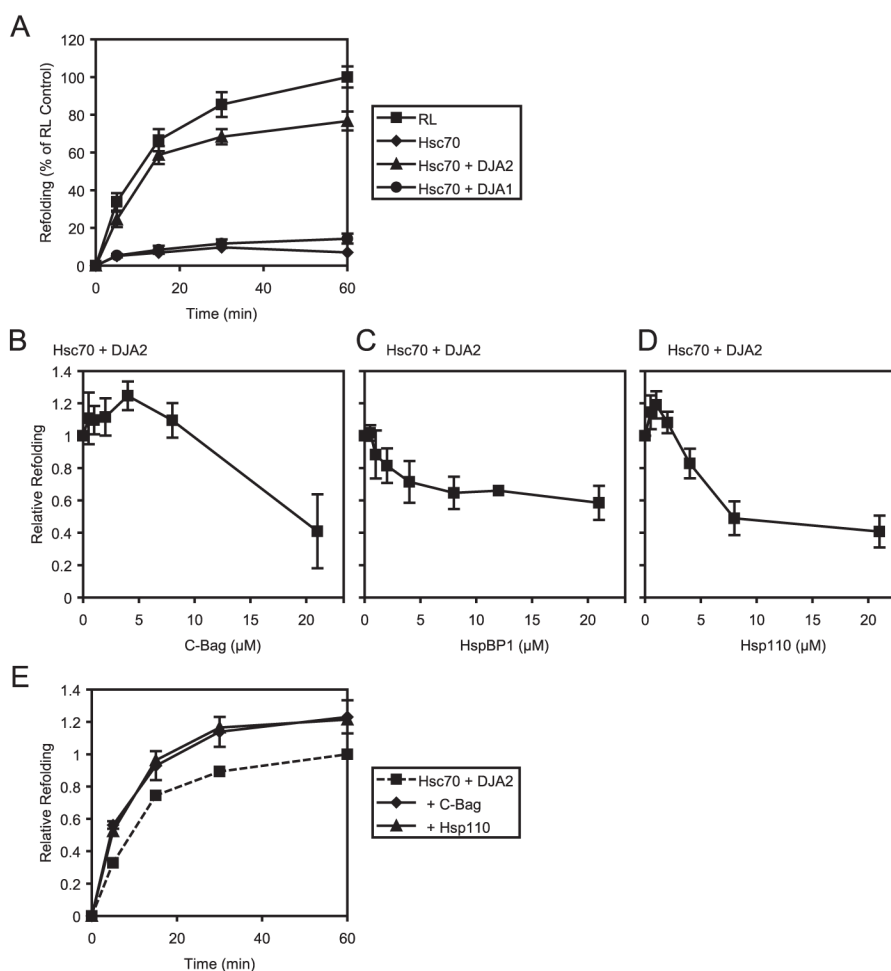 A
120
100
80
60
40
20
0
Refolding (% of RL Control)
0 20 40 60
Time (min)
RL
Hsc70
Hsc70 + DJA2
Hsc70 + DJA1
B
Hsc70 + DJA2
1.4
1.2
1
0.8
0.6
0.4
0.2
0
Relative Refolding
0 5 10 15 20
C-Bag (µM)
C
Hsc70 + DJA2
0 5 10 15 20
HspBP1 (µM)
D
Hsc70 + DJA2
0 5 10 15 20
Hsp110 (µM)
E
1.4
1.2
1
0.8
0.6
0.4
0.2
0
Relative Refolding
0 20 40 60
Time (min)
Hsc70 + DJA2
+ C-Bag
+ Hsp110